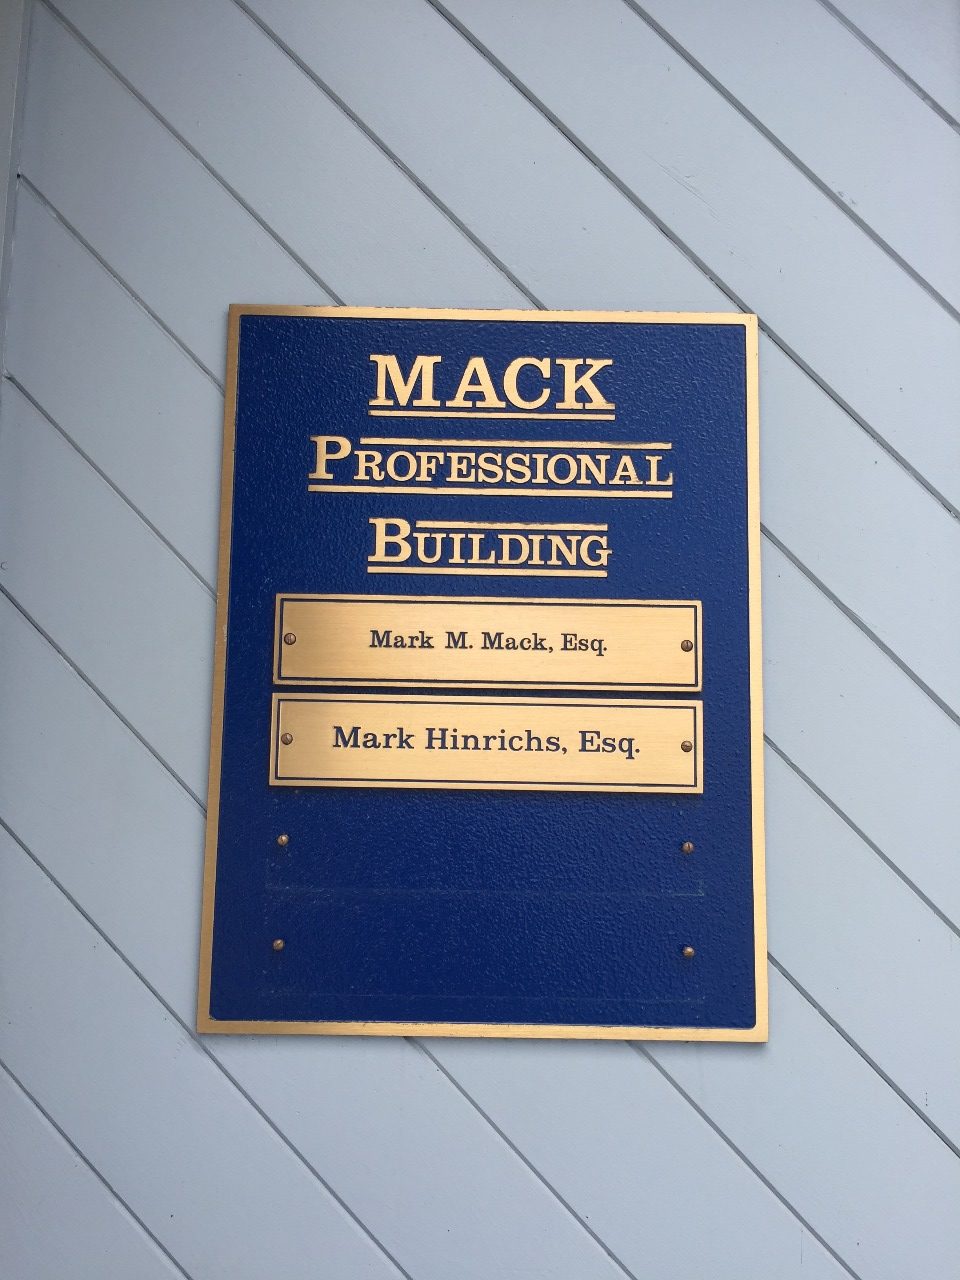 MACK
PROFESSIONAL
BUILDING
Mark M. Mack, Esq.
Mark Hinrichs, Esq.